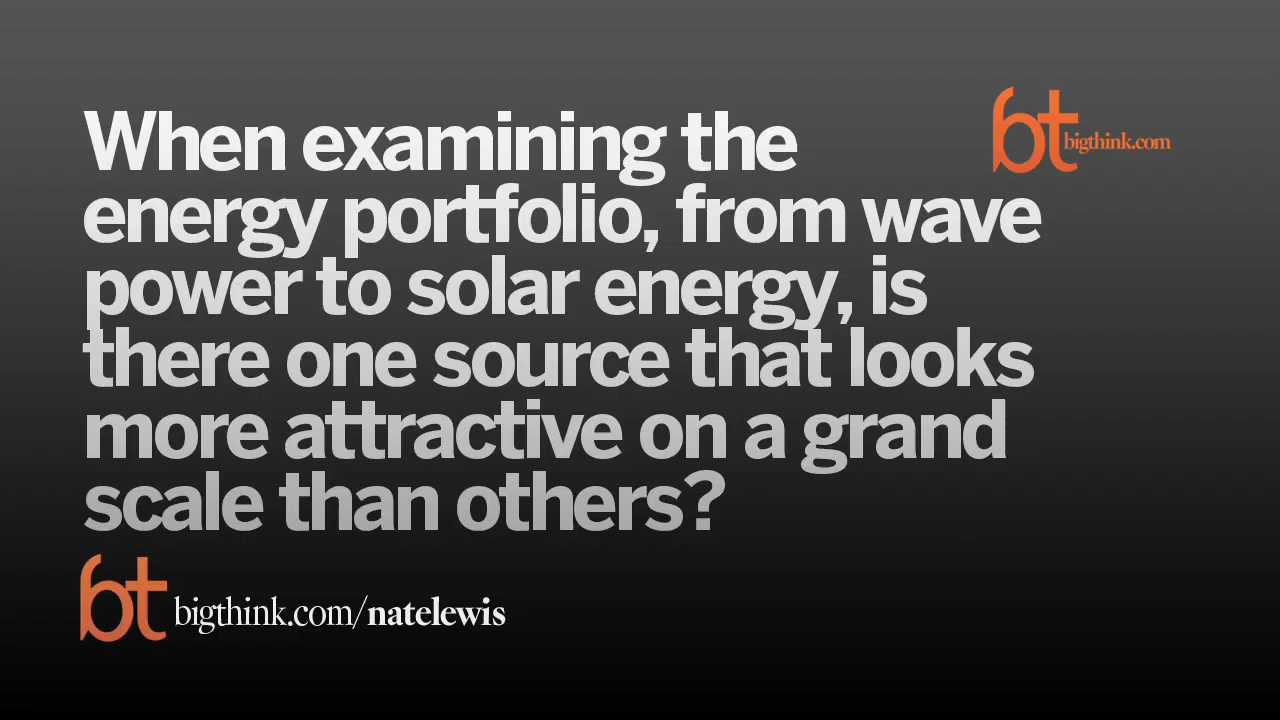 When examining the
energy portfolio, from wave
power to solar energy, is
there one source that looks
more attractive on a grand
scale than others?
bt bigthink.com
bt bigthink.com/natelewis